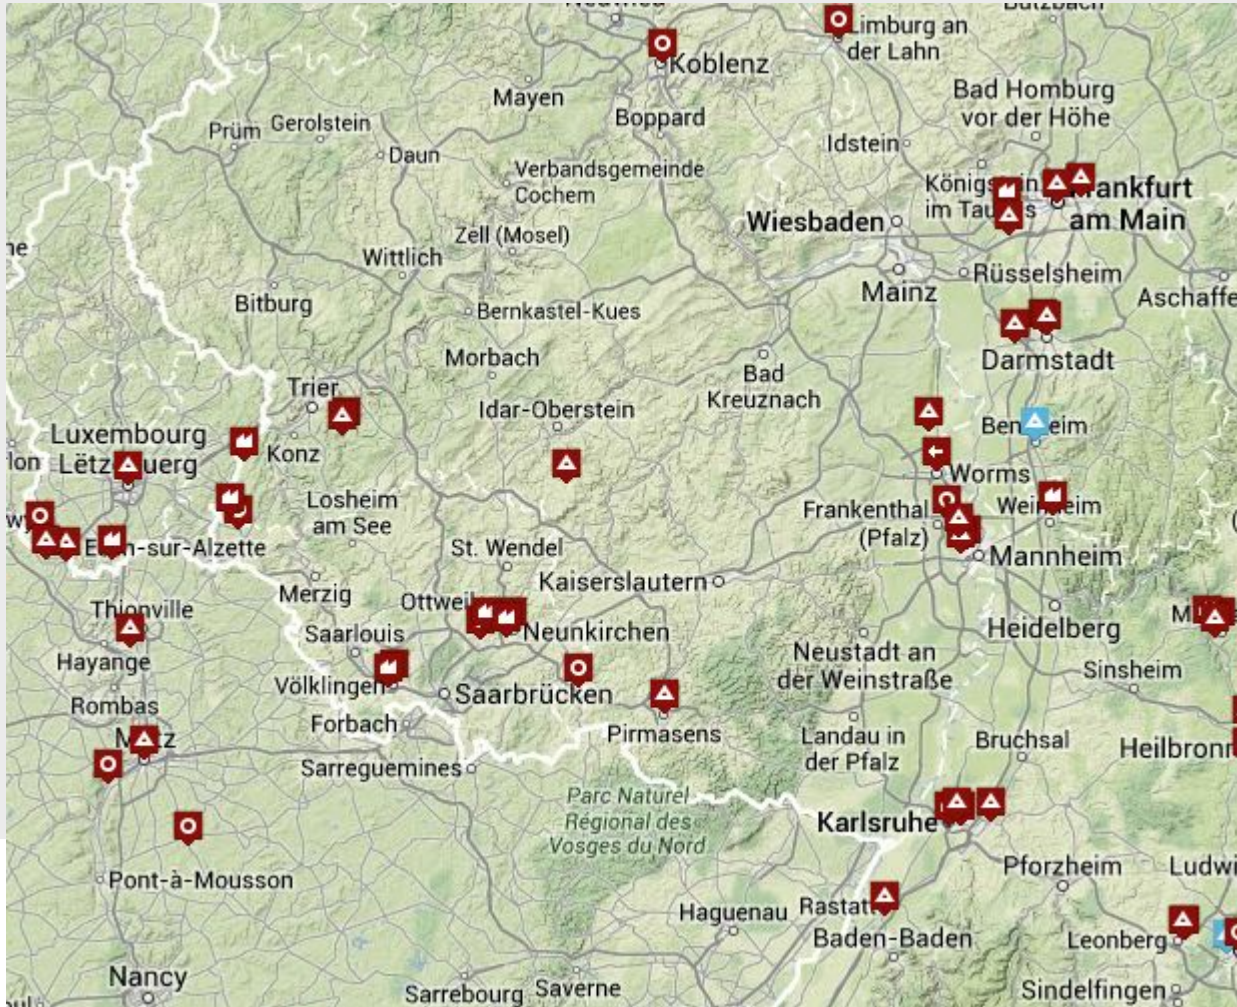 Limburg an
der Lahn
Koblenz
Mayen
Boppard
Bad Homburg
vor der Höhe
Prüm
Gerolstein
Daun
Idstein
Verbandsgemeinde
Cochem
Wiesbaden
am Main
Zell (Mosel)
Wittlich
Mainz
Rüsselsheim
Bitburg
Bernkastel-Kues
Morbach
Darmstadt
Bad
Kreuznach
Trier
Idar-Oberstein
Luxembourg
Konz
Worms
Losheim
am See
Frankenthal
(Pfalz)
St. Wendel
Mannheim
Kaiserslautern
Merzig
Thionville
Neunkirchen
Heidelberg
Saarlouis
Hayange
Neustadt an
der Weinstraße
Sinsheim
Völklingen
Saarbrücken
Rombas
Forbach
Pirmasens
Landau in
der Pfalz
Bruchsal
Heilbronn
Sarreguemines
Parc Naturel
Régional des
Vosges du Nord
Karlsruhe
Pont-à-Mousson
Pforzheim
Haguenau
Baden-Baden
Leonberg
Nancy
Sarrebourg
Saverne
Sindelfingen